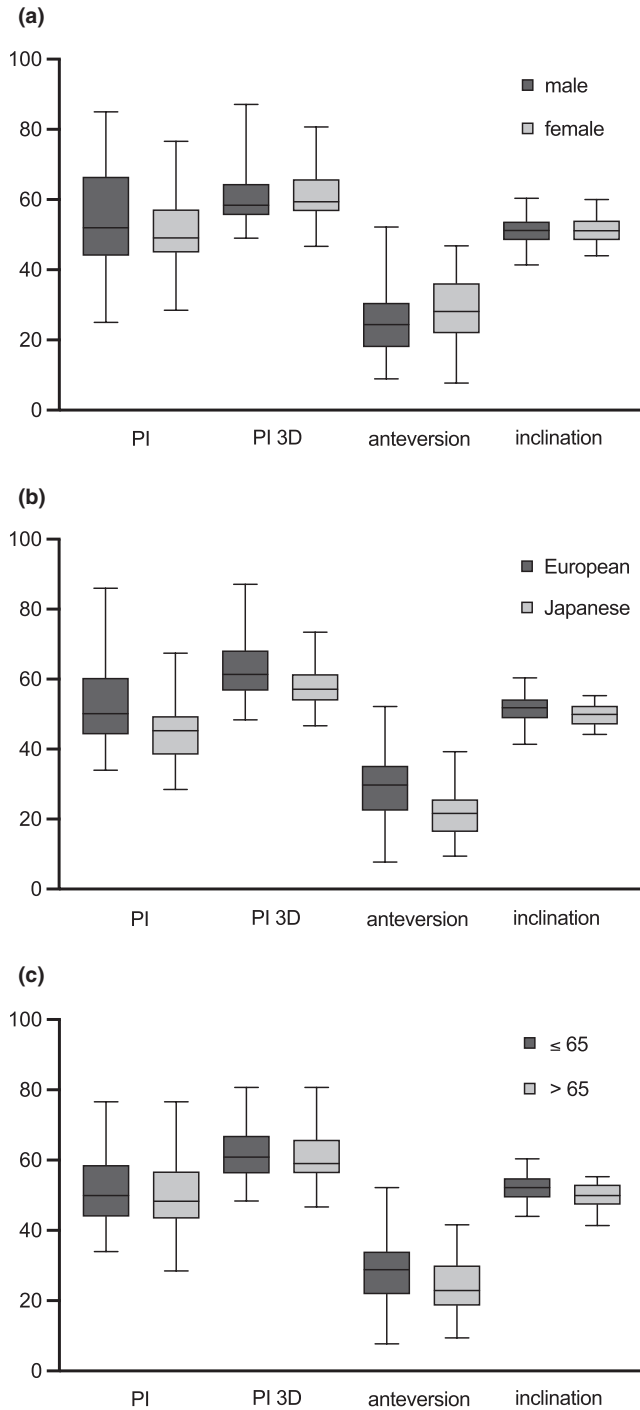 (a)
100
80
60
40
20
0
male
female
PI
PI 3D
anteversion
inclination
(b)
100
80
60
40
20
0
European
Japanese
PI
PI 3D
anteversion
inclination
(c)
100
80
60
40
20
0
≤ 65
> 65
PI
PI 3D
anteversion
inclination